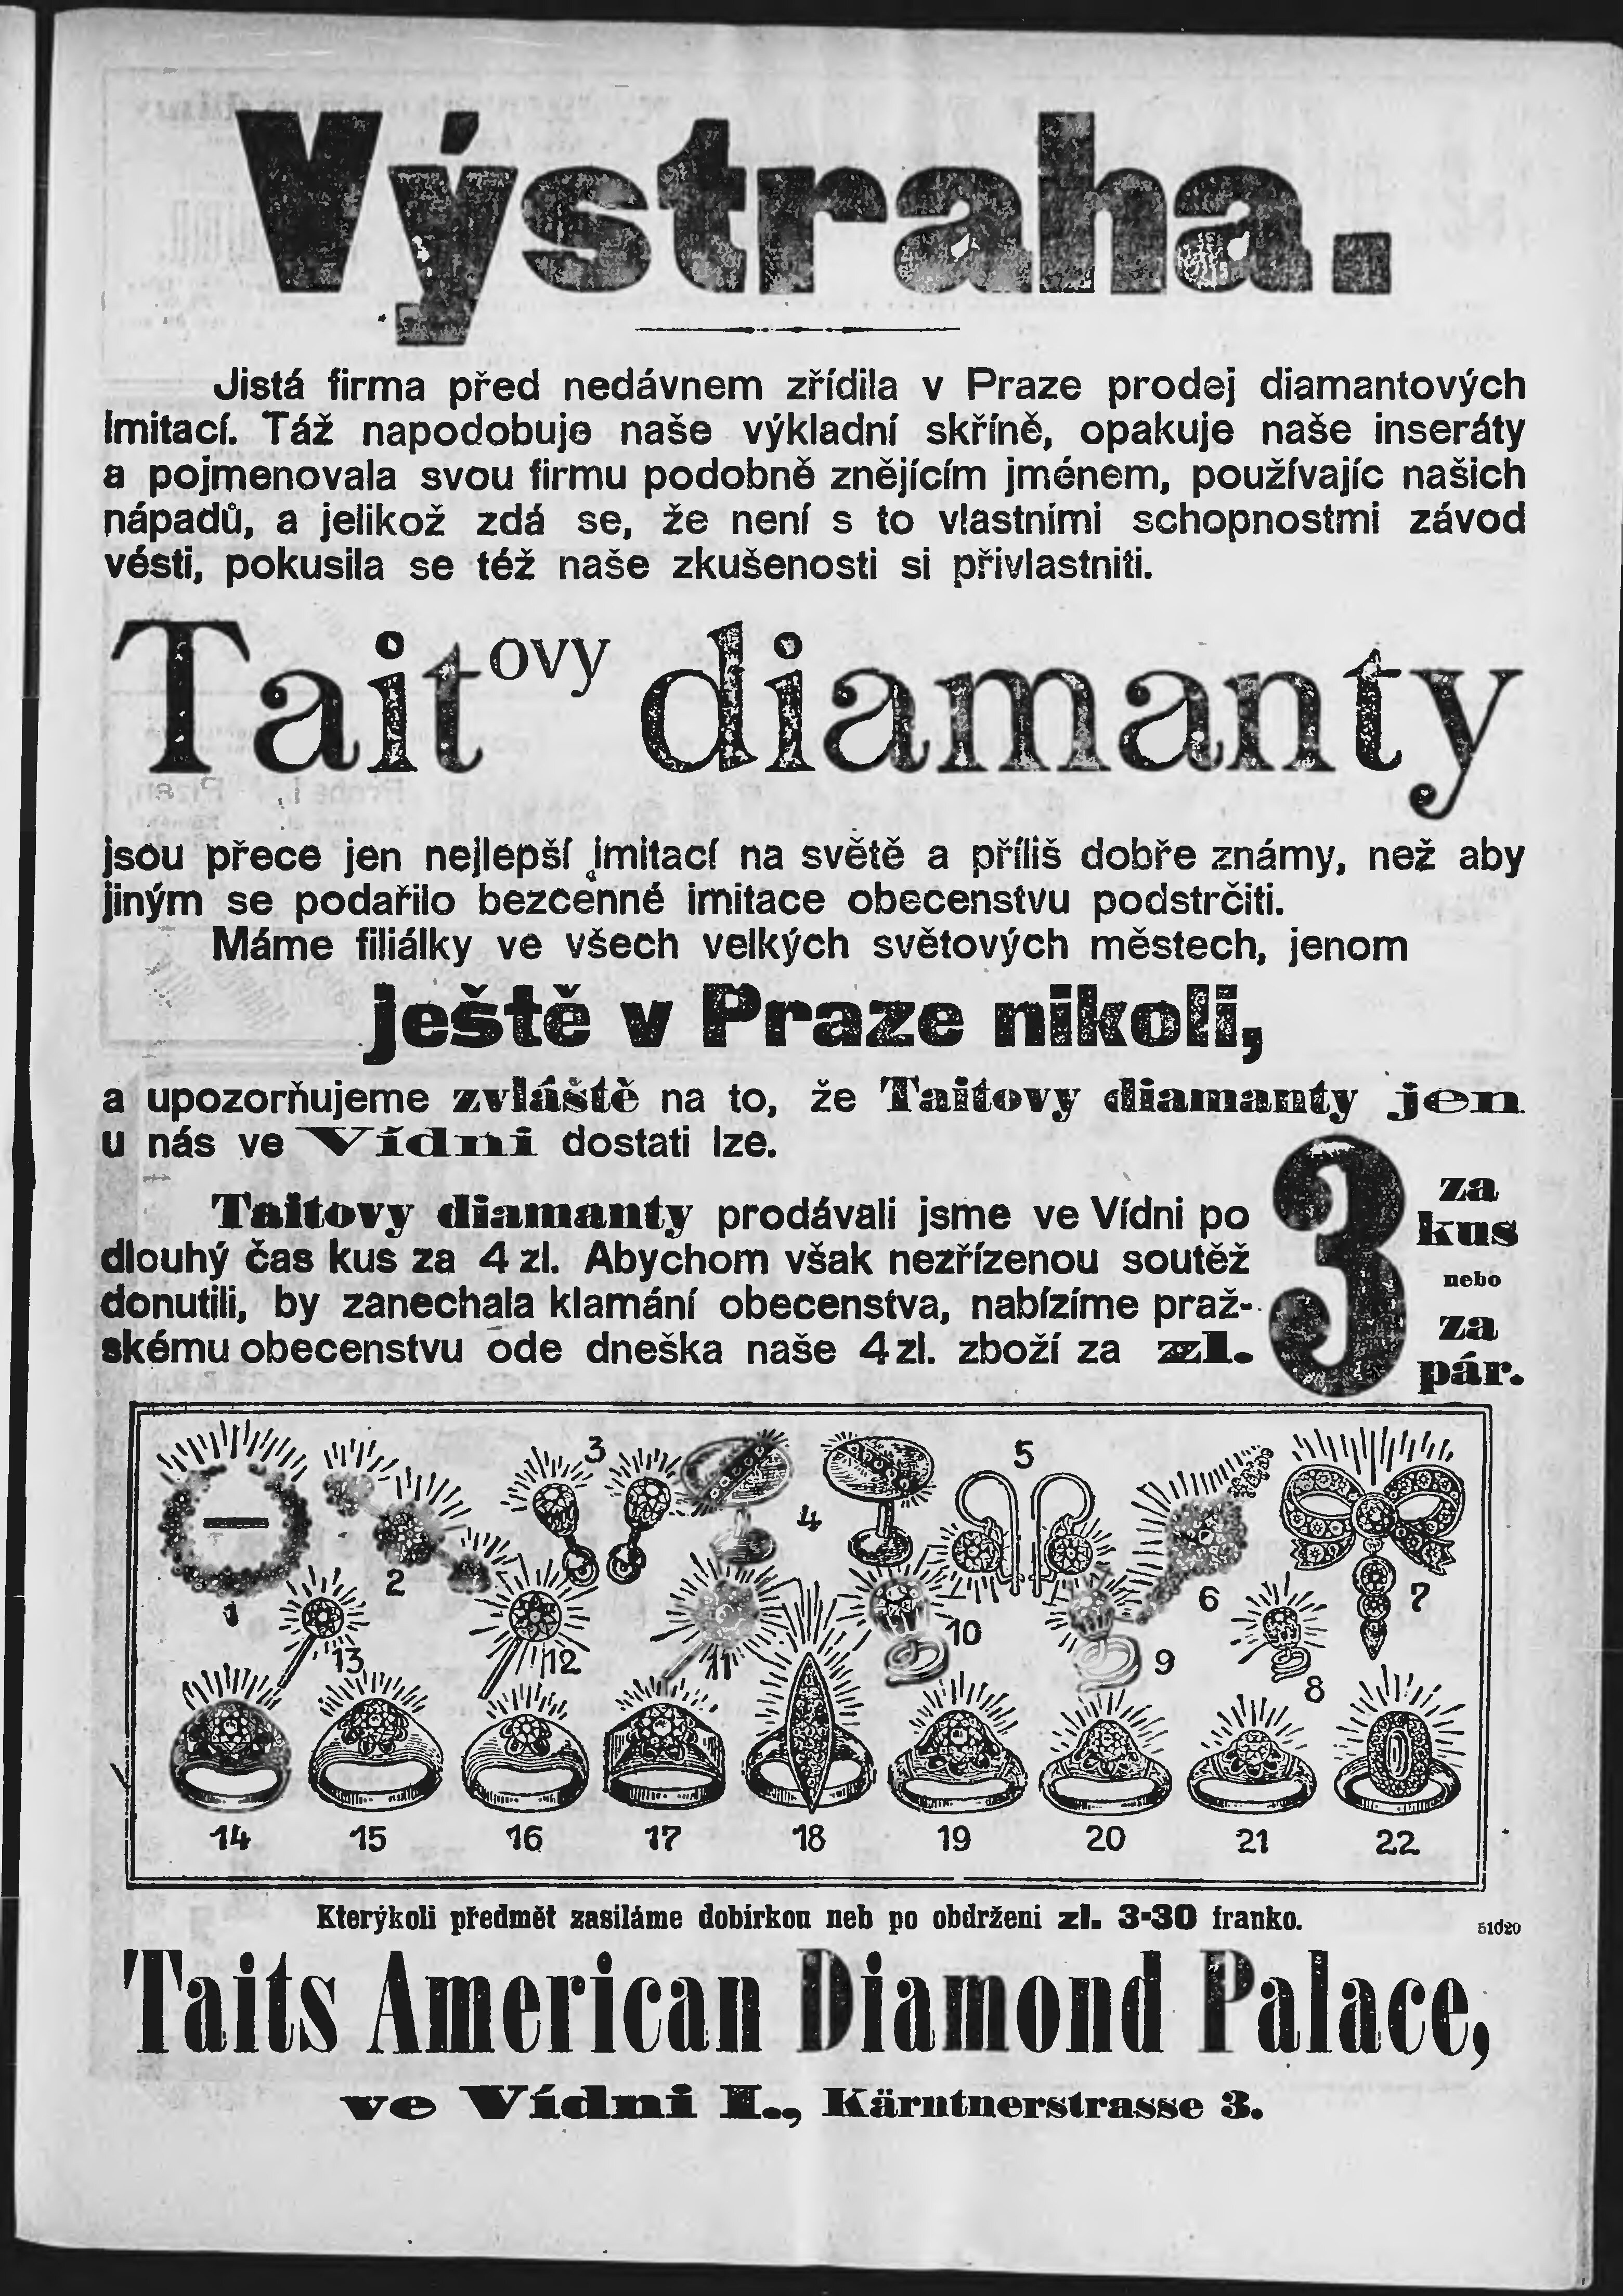 Výstraha.
Jistá firma před nedávnem zřídila v Praze prodej diamantových
imitací. Táž napodobuje naše výkladní skříně, opakuje naše inseráty
a pojmenovala svou firmu podobně znějícím jménem, používajíc našich
nápadů, a jelikož zdá se, že není s to vlastními schopnostmi závod
vésti, pokusila se též naše zkušenosti si přivlastniti.
Taitovy diamanty
jsou přece jen nejlepší imitací na světě a příliš dobře známy, než aby
jiným se podařilo bezcenné imitace obecenstvu podstrčiti.
Máme filiálky ve všech velkých světových městech, jenom
ještě v Praze nikoli,
a upozorňujeme zvláště na to, že Taitovy diamanty jen
u nás ve Vídni dostati lze.
Taitovy diamanty prodávali jsme ve Vídni po
dlouhý čas kus za 4 zl. Abychom však nezřízenou soutěž
donutili, by zanechala klamání obecenstva, nabízíme praž-
skému obecenstvu ode dneška naše 4 zl. zboží za zl.
3
za
kus
nebo
za
pár.
1
2
3
4
5
6
7
8
9
10
11
12
13
14 15 16 17 18 19 20 21 22
Kterýkoli předmět zasiláme dobirkou neb po obdrženi zl. 3·30 franko.
51d20
Taits American Diamond Palace,
ve Vídni I., Kärntnerstrasse 3.